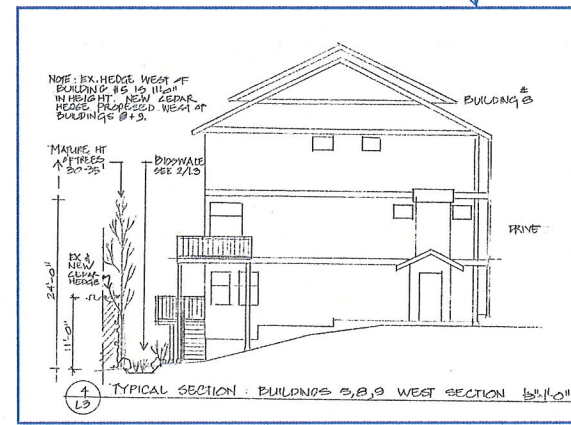 NOTE: EX. HEDGE WEST OF
BUILDING #5 IS 11'-0"
IN HEIGHT. NEW CEDAR
HEDGE PROPOSED WEST OF
BUILDINGS 8+9.
BUILDING 8
MATURE HT
OF TREES
30-35'
BIOSWALE
SEE 2/L3
DRIVE
EX &
NEW
CEDAR
HEDGE
24'-0"
11'-0"
4
L3
TYPICAL SECTION : BUILDINGS 5,8,9 WEST SECTION